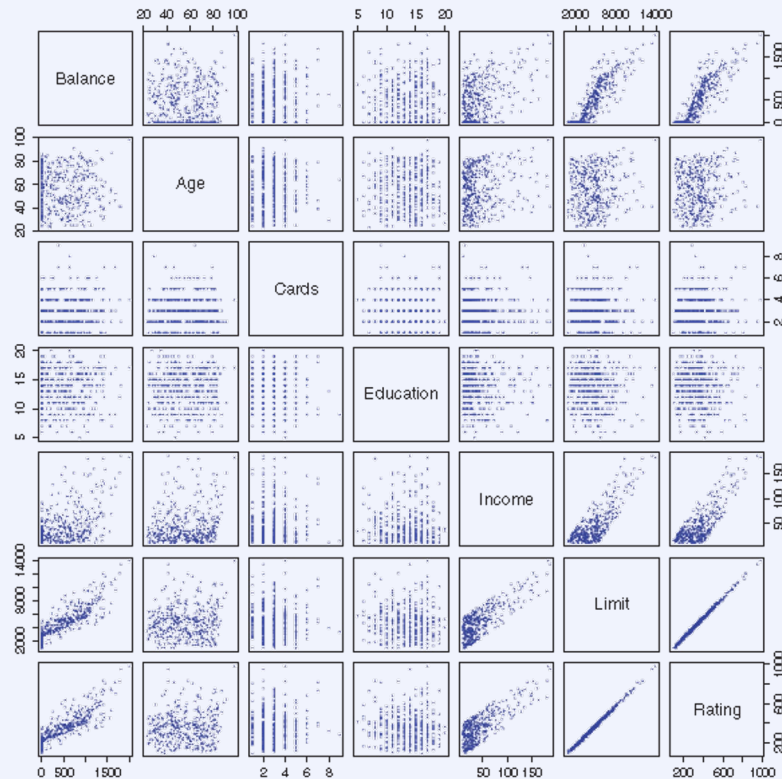 20 40 60 80 100
5 10 15 20
2000 8000 14000
Balance
0 500 1500
20 40 60 80 100
Age
Cards
2 4 6 8
5 10 15 20
Education
Income
50 100 150
2000 8000 14000
Limit
Rating
200 600 1000
0 500 1500
2 4 6 8
50 100 150
200 600 1000